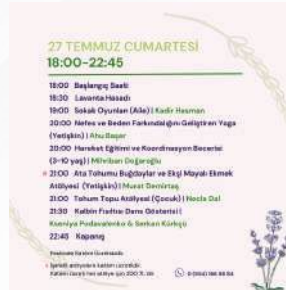 27 TEMMUZ CUMARTESİ
18:00-22:45
18:00 Başlangıç Saati
18:30 Lavanta Hasadı
19:00 Sokak Oyunları (Aile) | Kadir Hasman
20:00 Nefes ve Beden Farkındalığını Geliştiren Yoga
(Yetişkin) | Ahu Başar
20:00 Hareket Eğitimi ve Koordinasyon Becerisi
(3-10 yaş) | Mihriban Doğaroğlu
21:00 Ata Tohumu Buğdaylar ve Ekşi Mayalı Ekmek
Atölyesi (Yetişkin) | Murat Demirtaş
21:00 Tohum Topu Atölyesi (Çocuk) | Necla Dal
21:30 Kalbin Fısıltısı Dans Gösterisi |
Kseniya Podavalenko & Serkan Kürkçü
22:45 Kapanış